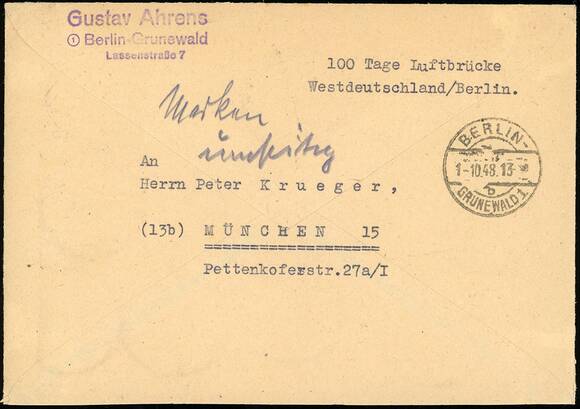 Gustav Ahrens
① Berlin-Grunewald
Lassenstraße 7
100 Tage Luftbrücke
Westdeutschland/Berlin.
Marken
umseitig
BERLIN-
1-10.48.13-
b
GRUNEWALD 1
An
Herrn Peter Krueger,
(13b) MÜNCHEN 15
Pettenkoferstr.27a/I